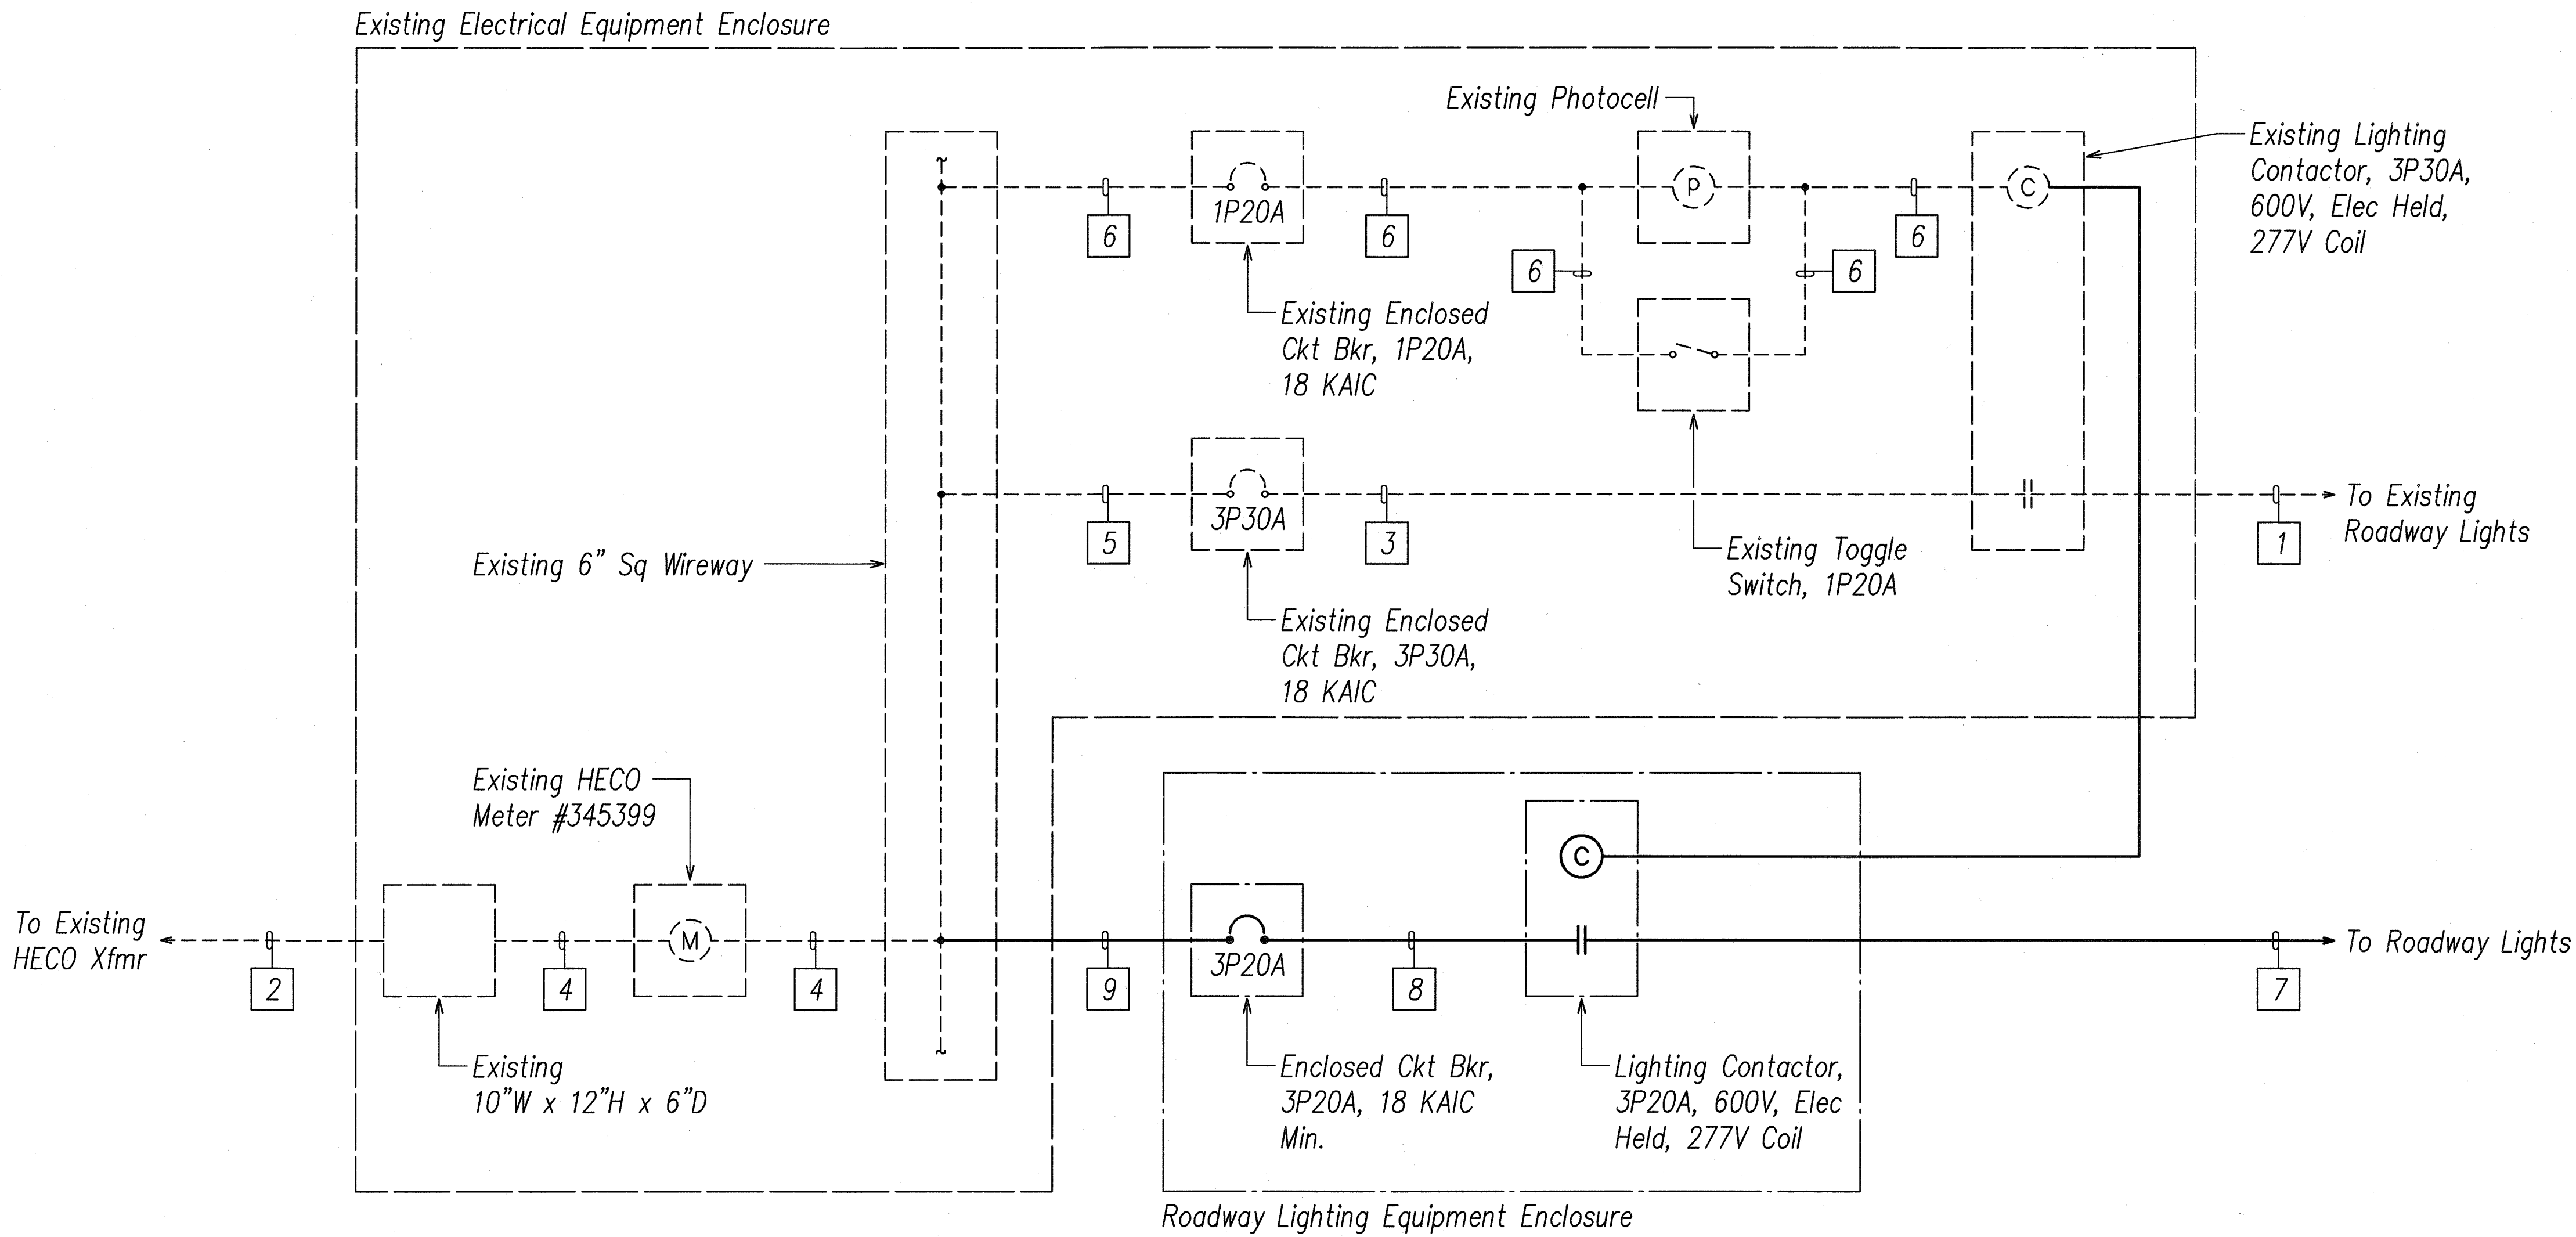 Existing Electrical Equipment Enclosure
Existing Photocell
Existing Lighting
Contactor, 3P30A,
600V, Elec Held,
277V Coil
P
C
1P20A
6
6
6
6
6
Existing Enclosed
Ckt Bkr, 1P20A,
18 KAIC
3P30A
5
3
1
To Existing
Roadway Lights
Existing Toggle
Switch, 1P20A
Existing 6" Sq Wireway
Existing Enclosed
Ckt Bkr, 3P30A,
18 KAIC
Existing HECO
Meter #345399
C
To Existing
HECO Xfmr
M
3P20A
To Roadway Lights
2
4
4
9
8
7
Existing
10"W x 12"H x 6"D
Enclosed Ckt Bkr,
3P20A, 18 KAIC
Min.
Lighting Contactor,
3P20A, 600V, Elec
Held, 277V Coil
Roadway Lighting Equipment Enclosure